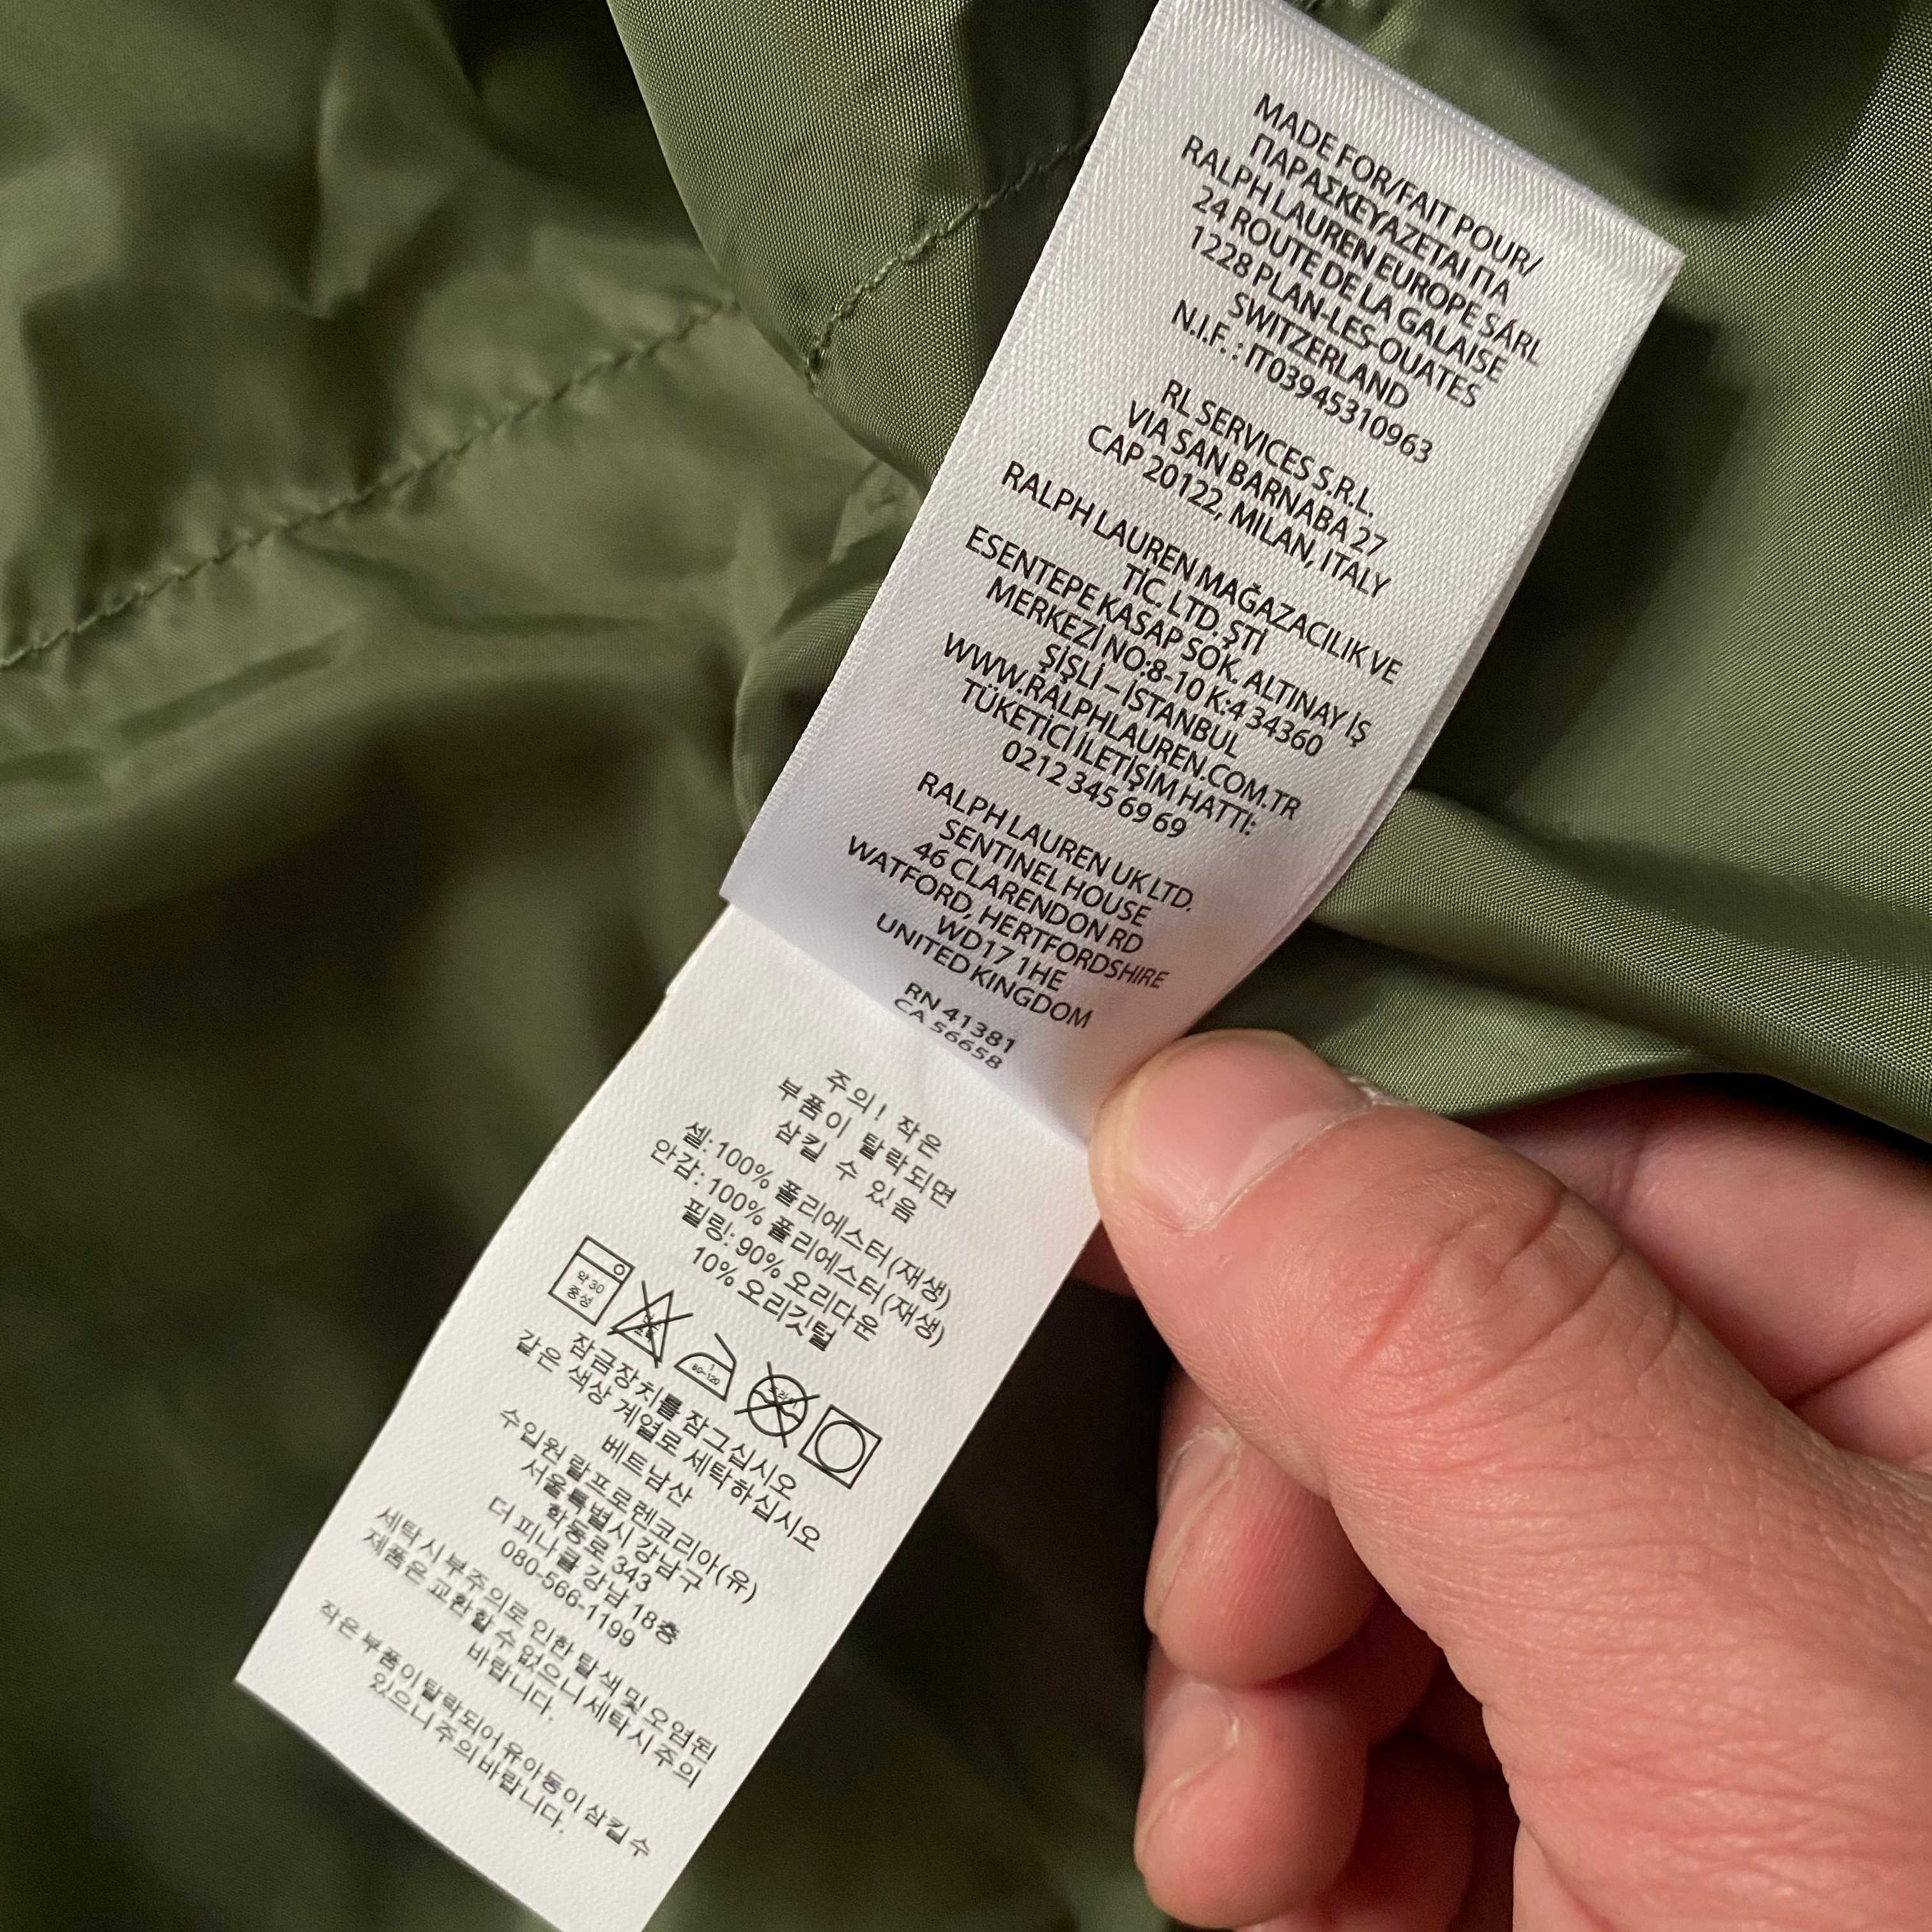 MADE FOR/FAIT POUR/
ΠΑΡΑΣΚΕΥΑΖΕΤΑΙ ΓΙΑ
RALPH LAUREN EUROPE SÀRL
24 ROUTE DE LA GALAISE
1228 PLAN-LES-OUATES
SWITZERLAND
N.I.F. : IT03945310963
RL SERVICES S.R.L.
VIA SAN BARNABA 27
CAP 20122, MILAN, ITALY
RALPH LAUREN MAĞAZACILIK VE
TİC. LTD. ŞTİ
ESENTEPE KASAP SOK. ALTINAY İŞ
MERKEZİ NO:8-10 K:4 34360
ŞİŞLİ – İSTANBUL
WWW.RALPHLAUREN.COM.TR
TÜKETİCİ İLETİŞİM HATTI:
0212 345 69 69
RALPH LAUREN UK LTD.
SENTINEL HOUSE
46 CLARENDON RD
WATFORD, HERTFORDSHIRE
WD17 1HE
UNITED KINGDOM
RN 41381
CA 56658
주의! 작은
부품이 탈락되면
삼킬 수 있음
셸: 100% 폴리에스터(재생)
안감: 100% 폴리에스터(재생)
필링: 90% 오리다운
10% 오리깃털
약 30
중성
80~120
잠금장치를 잠그십시오
같은 색상 계열로 세탁하십시오
베트남산
수입원 랄프로렌코리아(유)
서울특별시 강남구
학동로 343
더 피나클 강남 18층
080-566-1199
세탁 시 부주의로 인한 탈색 및 오염된
제품은 교환할 수 없으니 세탁시 주의
바랍니다.
작은 부품이 탈락되어 유아동이 삼킬 수
있으니 주의 바랍니다.